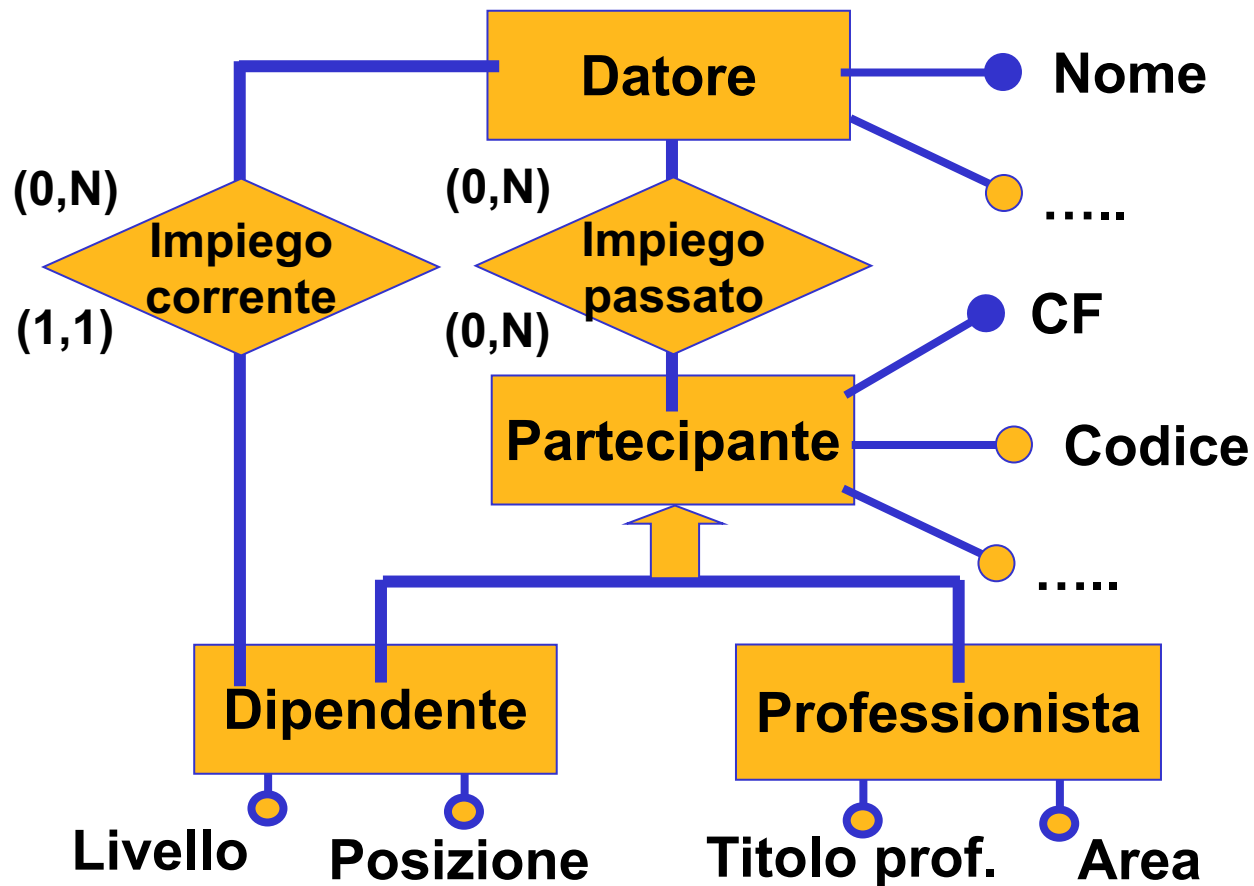 Datore
Nome
…..
(0,N)
(0,N)
Impiego
corrente
Impiego
passato
(1,1)
(0,N)
CF
Partecipante
Codice
…..
Dipendente
Professionista
Livello
Posizione
Titolo prof.
Area